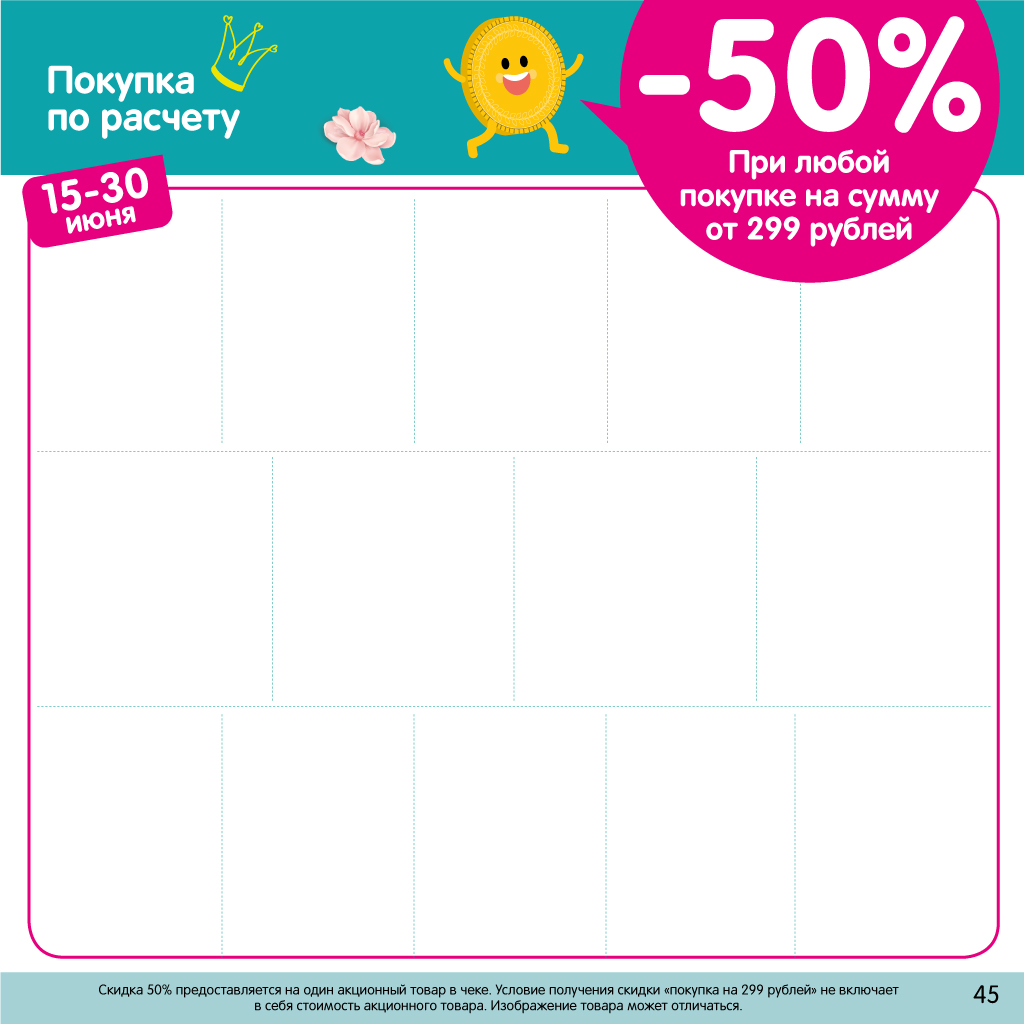 Покупка
по расчету
-50%
При любой
покупке на сумму
от 299 рублей
15-30
июня
Скидка 50% предоставляется на один акционный товар в чеке. Условие получения скидки «покупка на 299 рублей» не включает
в себя стоимость акционного товара. Изображение товара может отличаться.
45